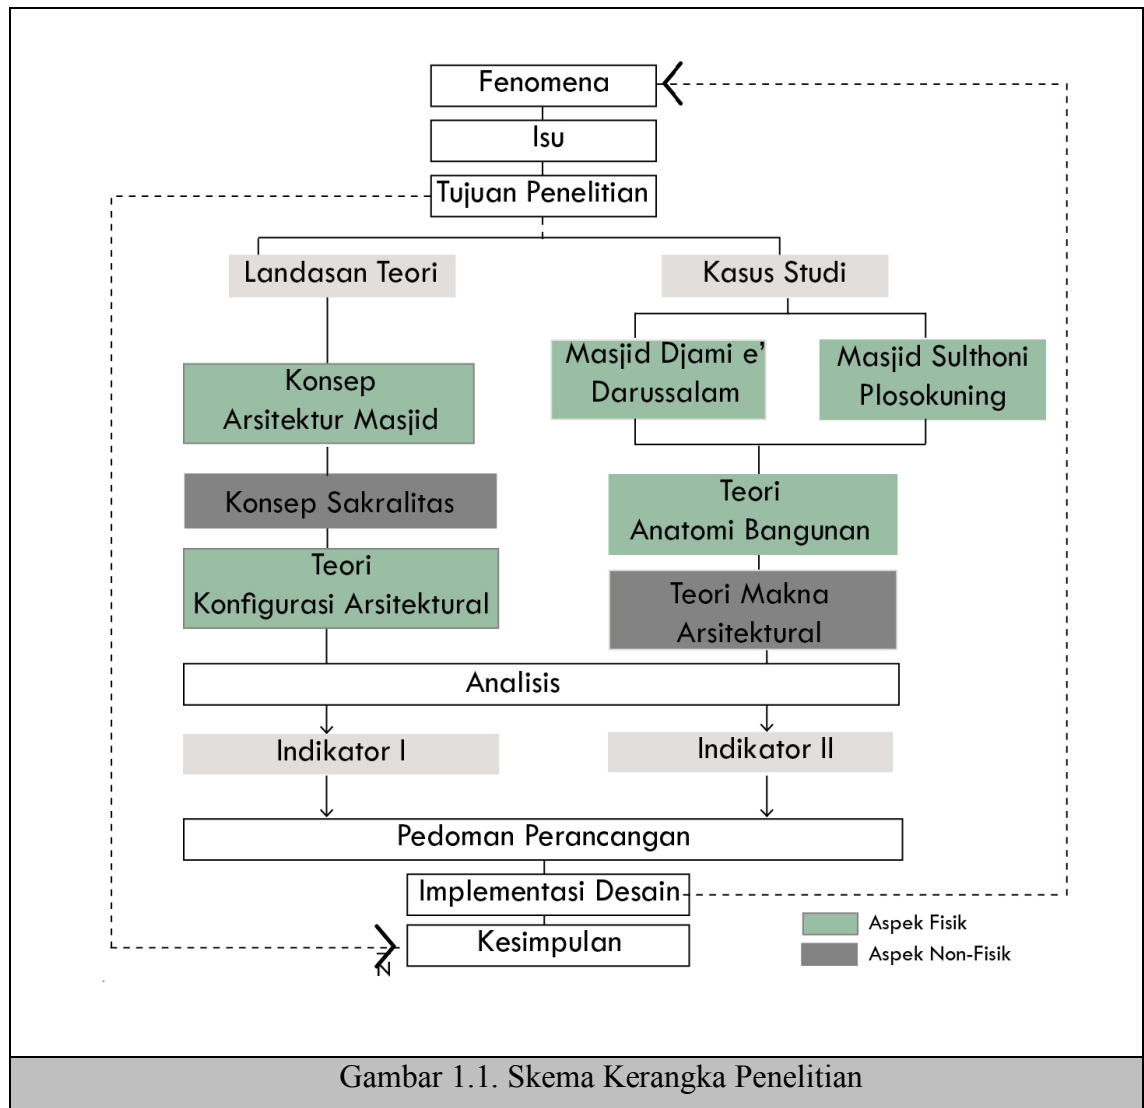 Fenomena
Isu
Tujuan Penelitian
Landasan Teori
Kasus Studi
Konsep
Arsitektur Masjid
Konsep Sakralitas
Teori
Konfigurasi Arsitektural
Masjid Djami e'
Darussalam
Masjid Sulthoni
Plosokuning
Teori
Anatomi Bangunan
Teori Makna
Arsitektural
Analisis
Indikator I
Indikator II
Pedoman Perancangan
Implementasi Desain
Kesimpulan
Aspek Fisik
Aspek Non-Fisik
Gambar 1.1. Skema Kerangka Penelitian